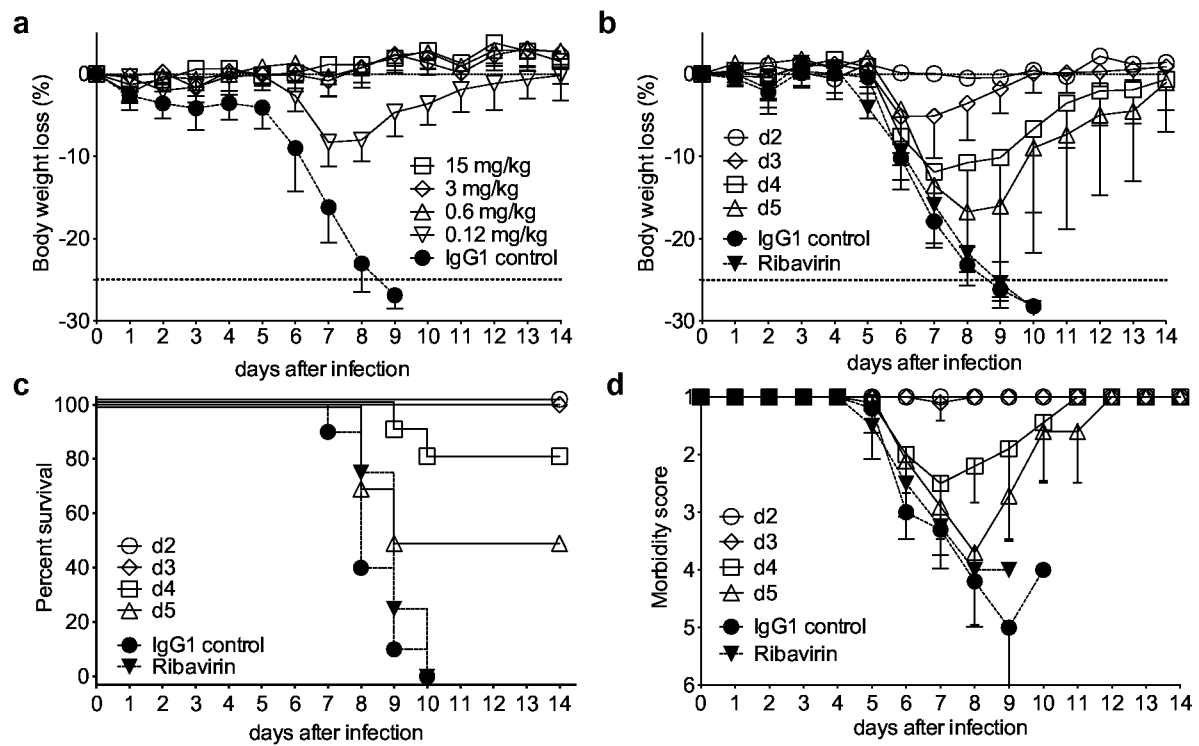 a
Body weight loss (%)
0
-10
-20
-30
15 mg/kg
3 mg/kg
0.6 mg/kg
0.12 mg/kg
IgG1 control
0 1 2 3 4 5 6 7 8 9 10 11 12 13 14
days after infection
b
Body weight loss (%)
0
-10
-20
-30
d2
d3
d4
d5
IgG1 control
Ribavirin
0 1 2 3 4 5 6 7 8 9 10 11 12 13 14
days after infection
c
Percent survival
100
80
60
40
20
0
d2
d3
d4
d5
IgG1 control
Ribavirin
0 1 2 3 4 5 6 7 8 9 10 11 12 13 14
days after infection
d
Morbidity score
1
2
3
4
5
6
d2
d3
d4
d5
IgG1 control
Ribavirin
0 1 2 3 4 5 6 7 8 9 10 11 12 13 14
days after infection